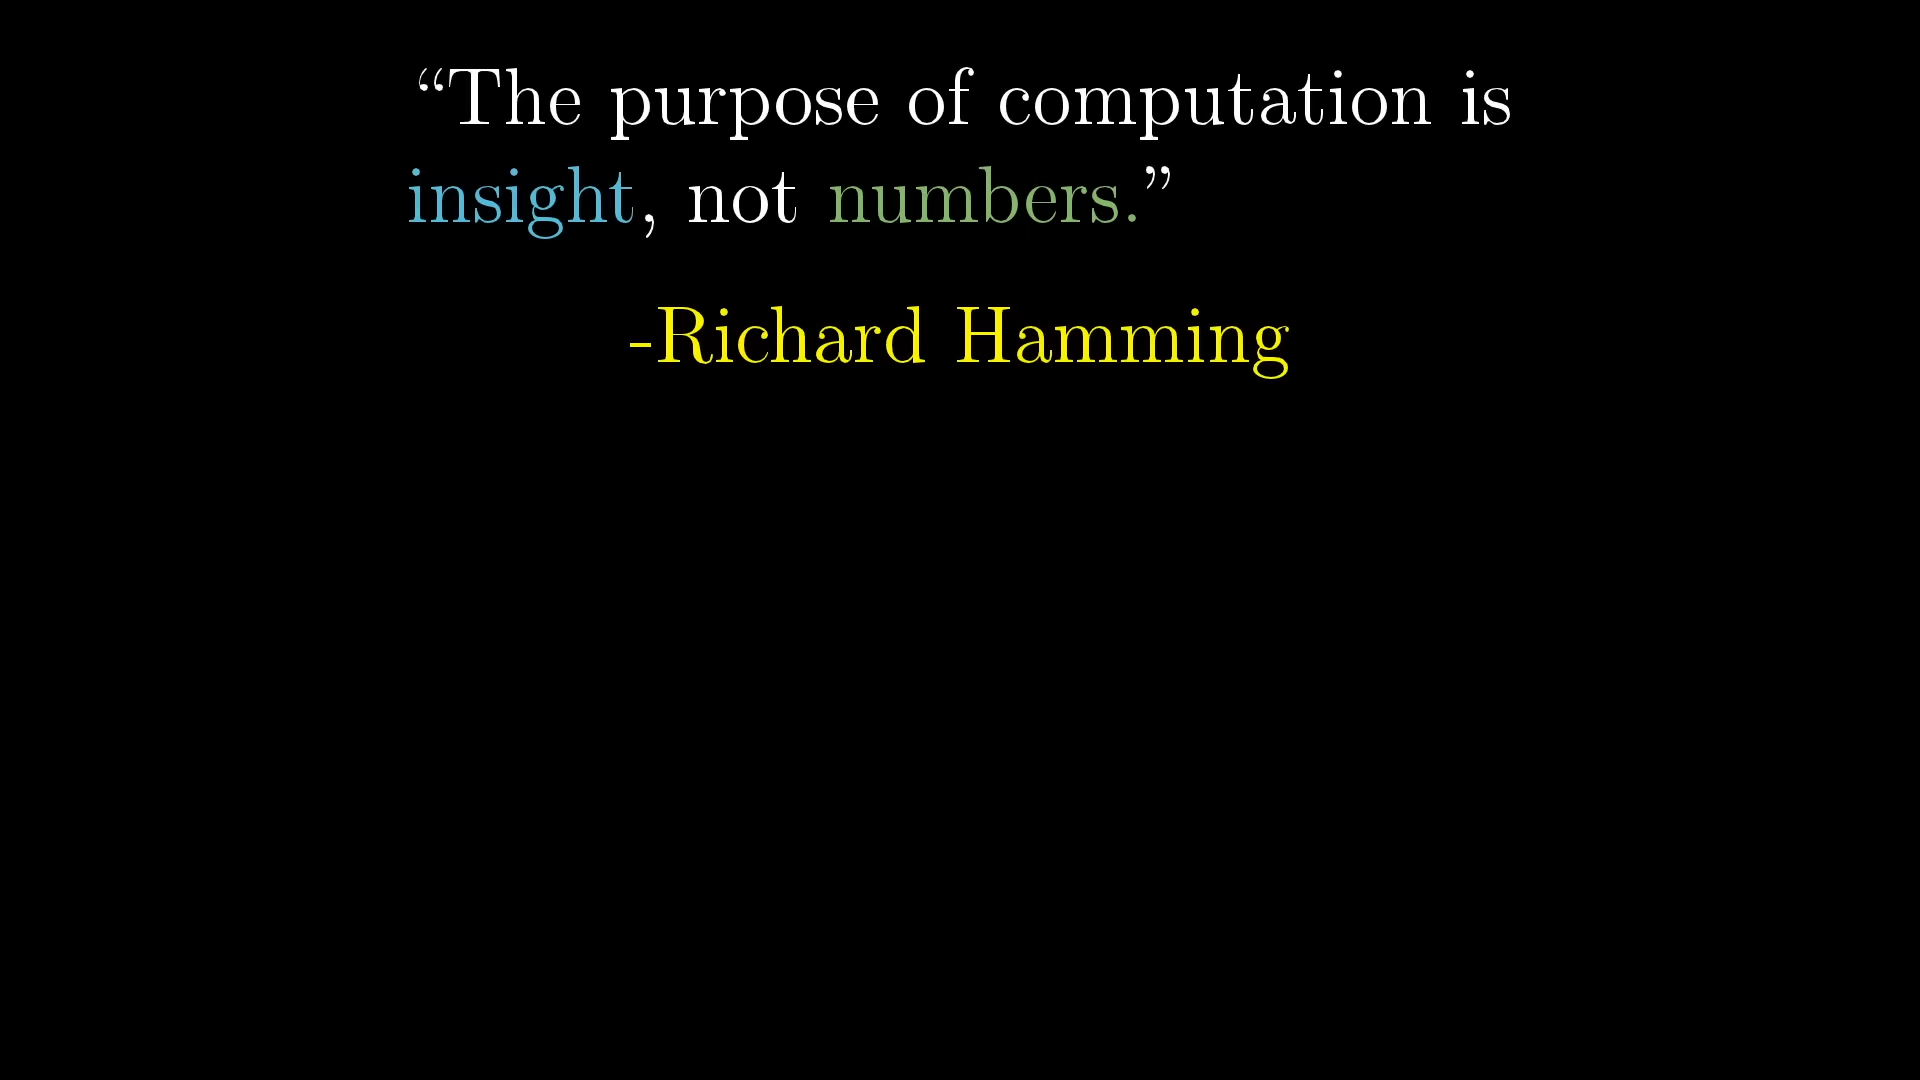 “The purpose of computation is
insight, not numbers.”
-Richard Hamming